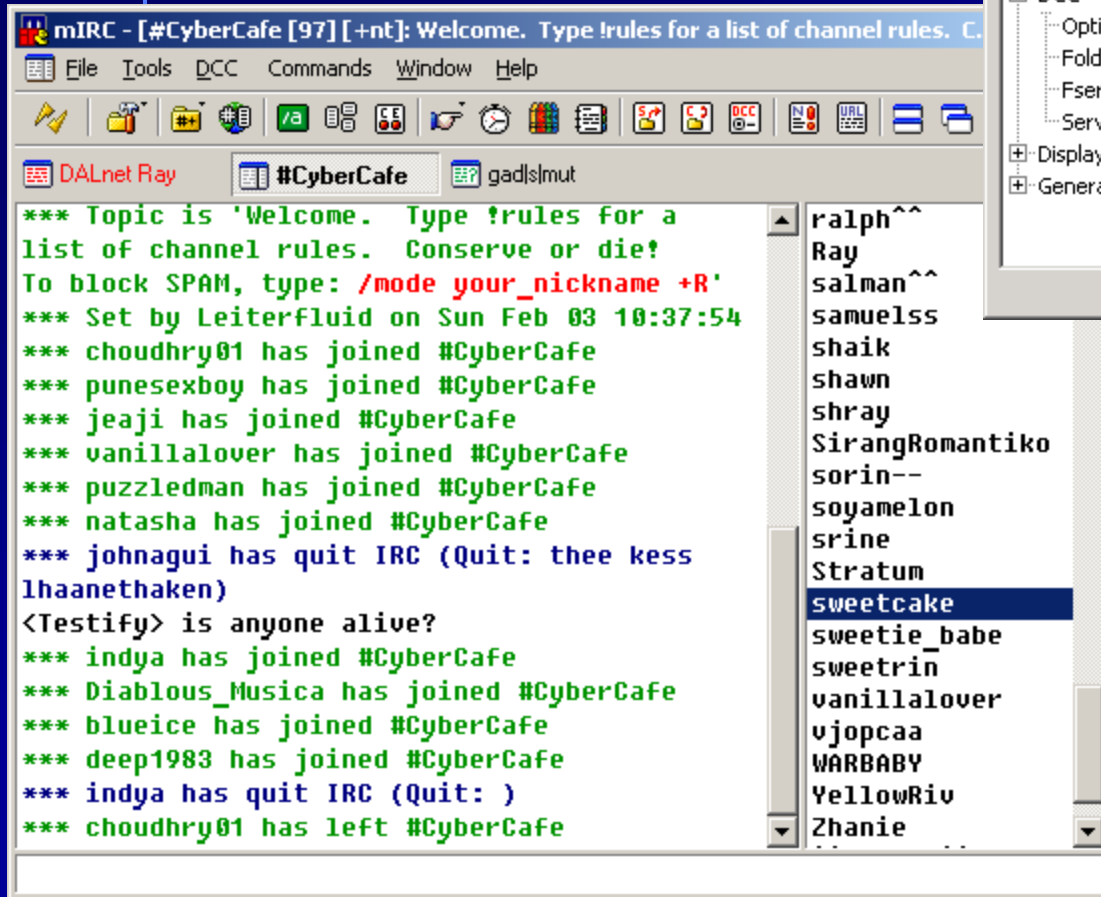 mIRC - [#CyberCafe [97] [+nt]: Welcome. Type !rules for a list of channel rules. C.
File Tools DCC Commands Window Help
DALnet Ray #CyberCafe gad|s|mut
*** Topic is 'Welcome. Type !rules for a
list of channel rules. Conserve or die!
To block SPAM, type: /mode your_nickname +R'
*** Set by Leiterfluid on Sun Feb 03 10:37:54
*** choudhry01 has joined #CyberCafe
*** punesexboy has joined #CyberCafe
*** jeaji has joined #CyberCafe
*** vanillalover has joined #CyberCafe
*** puzzledman has joined #CyberCafe
*** natasha has joined #CyberCafe
*** johnagui has quit IRC (Quit: thee kess
lhaanethaken)
<Testify> is anyone alive?
*** indya has joined #CyberCafe
*** Diablous_Musica has joined #CyberCafe
*** blueice has joined #CyberCafe
*** deep1983 has joined #CyberCafe
*** indya has quit IRC (Quit: )
*** choudhry01 has left #CyberCafe
ralph^^
Ray
salman^^
samuelss
shaik
shawn
shray
SirangRomantiko
sorin--
soyamelon
srine
Stratum
sweetcake
sweetie_babe
sweetrin
vanillalover
vjopcaa
WARBABY
YellowRiv
Zhanie
Opti
Fold
Fser
Serv
Display
Genera